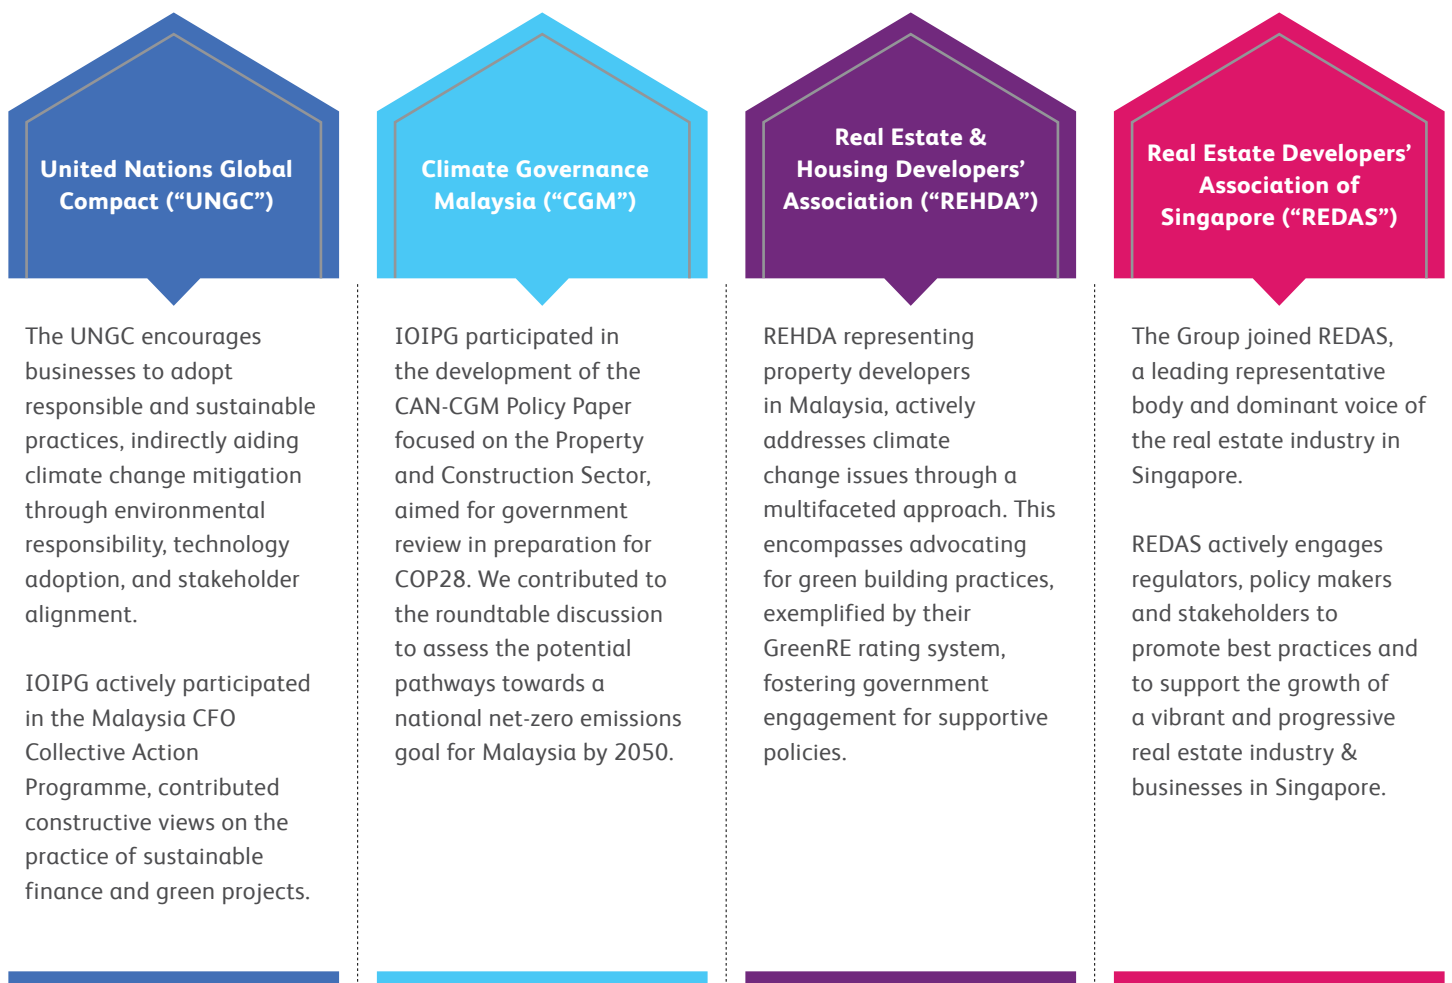 United Nations Global
Compact (“UNGC”)
The UNGC encourages
businesses to adopt
responsible and sustainable
practices, indirectly aiding
climate change mitigation
through environmental
responsibility, technology
adoption, and stakeholder
alignment.
IOIPG actively participated
in the Malaysia CFO
Collective Action
Programme, contributed
constructive views on the
practice of sustainable
finance and green projects.
Climate Governance
Malaysia (“CGM”)
IOIPG participated in
the development of the
CAN-CGM Policy Paper
focused on the Property
and Construction Sector,
aimed for government
review in preparation for
COP28. We contributed to
the roundtable discussion
to assess the potential
pathways towards a
national net-zero emissions
goal for Malaysia by 2050.
Real Estate &
Housing Developers’
Association (“REHDA”)
REHDA representing
property developers
in Malaysia, actively
addresses climate
change issues through a
multifaceted approach. This
encompasses advocating
for green building practices,
exemplified by their
GreenRE rating system,
fostering government
engagement for supportive
policies.
Real Estate Developers’
Association of
Singapore (“REDAS”)
The Group joined REDAS,
a leading representative
body and dominant voice of
the real estate industry in
Singapore.
REDAS actively engages
regulators, policy makers
and stakeholders to
promote best practices and
to support the growth of
a vibrant and progressive
real estate industry &
businesses in Singapore.